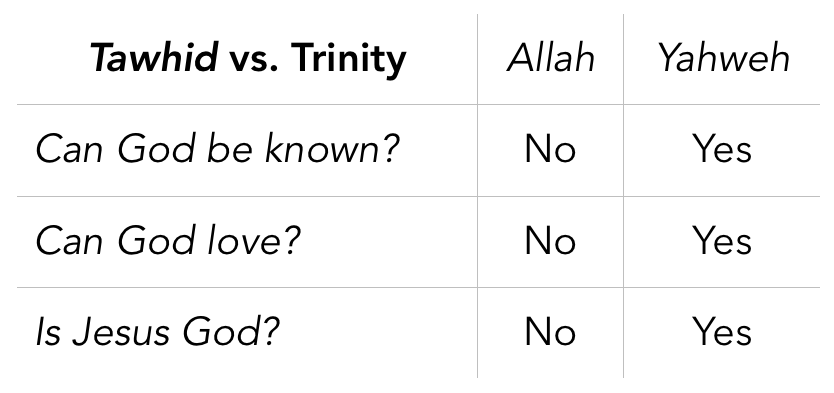 Tawhid vs. Trinity Allah Yahweh
Can God be known? No Yes
Can God love? No Yes
Is Jesus God? No Yes